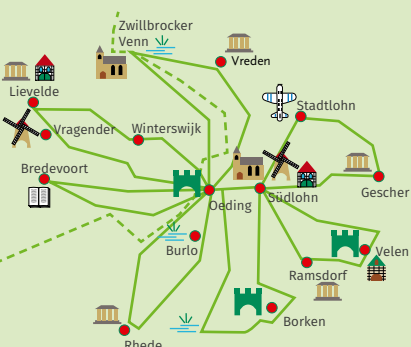 Zwillbrocker
Venn
Vreden
Lievelde
Stadtlohn
Vragender
Winterswijk
Bredevoort
Gescher
Oeding
Südlohn
Burlo
Velen
Ramsdorf
Borken
Rhede